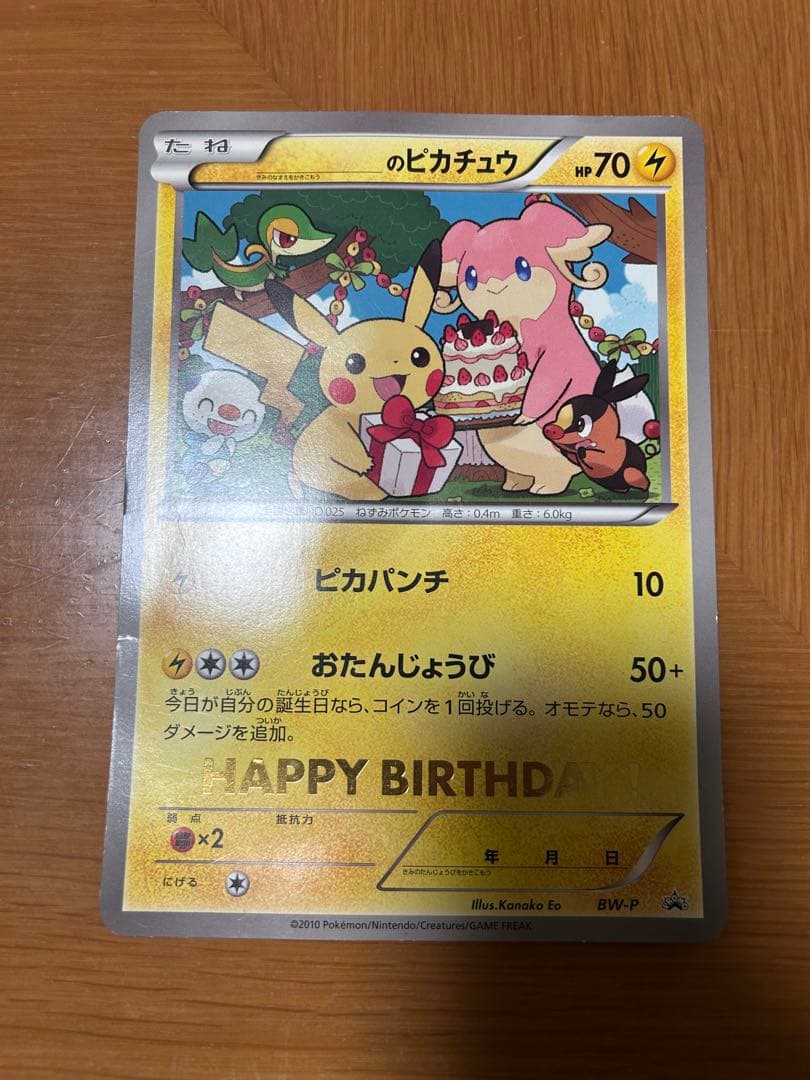 たね
のピカチュウ HP70
きみのなまえをかきこもう
025 ねずみポケモン 高さ：0.4m 重さ：6.0kg
ピカパンチ 10
おたんじょうび 50+
今日が自分の誕生日なら、コインを1回投げる。オモテなら、50
ダメージを追加。
HAPPY BIRTHDAY!
弱点 抵抗力
×2
年 月 日
きみのたんじょうびをかきこもう
にげる
Illus.Kanako Eo BW-P
©2010 Pokémon/Nintendo/Creatures/GAME FREAK